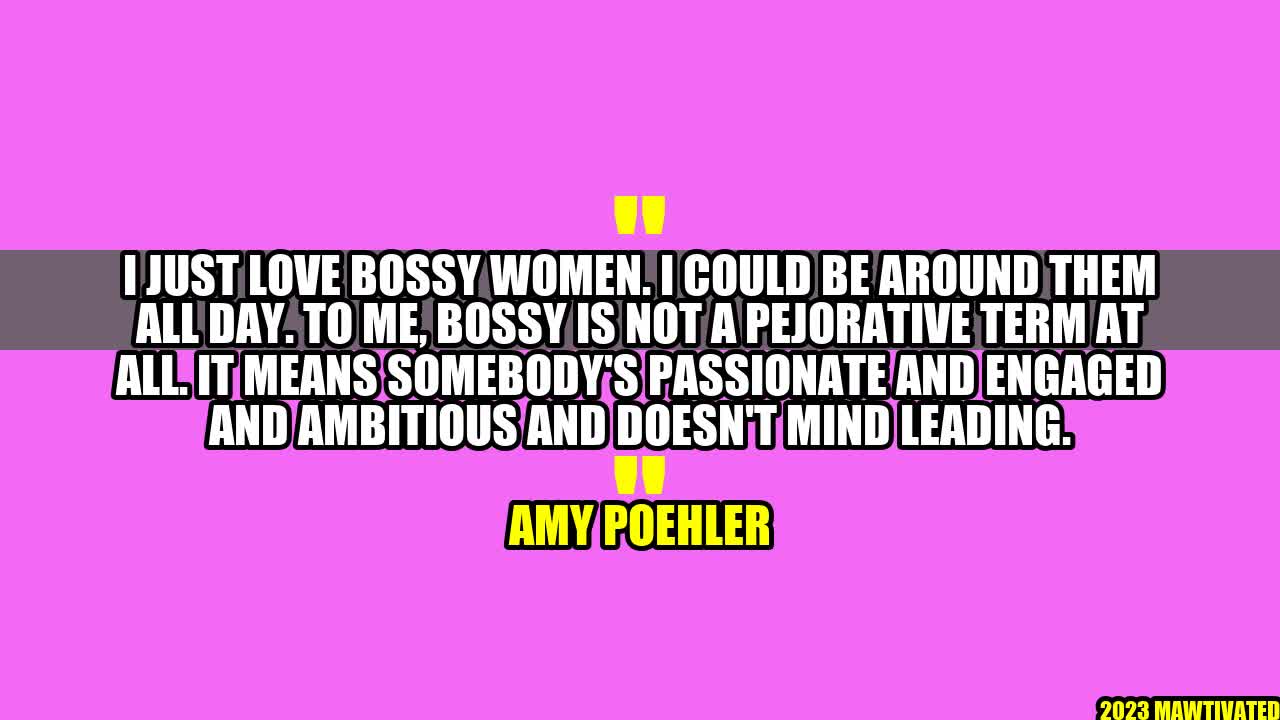 "
I JUST LOVE BOSSY WOMEN. I COULD BE AROUND THEM
ALL DAY. TO ME, BOSSY IS NOT A PEJORATIVE TERM AT
ALL. IT MEANS SOMEBODY'S PASSIONATE AND ENGAGED
AND AMBITIOUS AND DOESN'T MIND LEADING.
"
AMY POEHLER
2023 MAWTIVATED